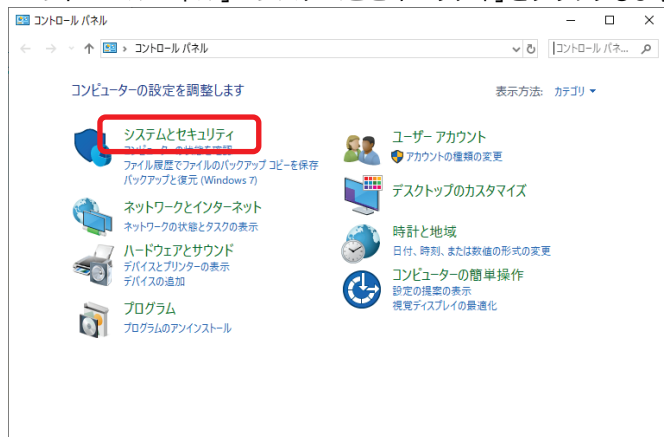 コントロール パネル
コントロール パネル
コントロール パネ...
コンピューターの設定を調整します
表示方法: カテゴリ
システムとセキュリティ
ファイル履歴でファイルのバックアップ コピーを保存
バックアップと復元 (Windows 7)
ネットワークとインターネット
ネットワークの状態とタスクの表示
ハードウェアとサウンド
デバイスとプリンターの表示
デバイスの追加
プログラム
プログラムのアンインストール
ユーザー アカウント
アカウントの種類の変更
デスクトップのカスタマイズ
時計と地域
日付、時刻、または数値の形式の変更
コンピューターの簡単操作
設定の提案の表示
視覚ディスプレイの最適化